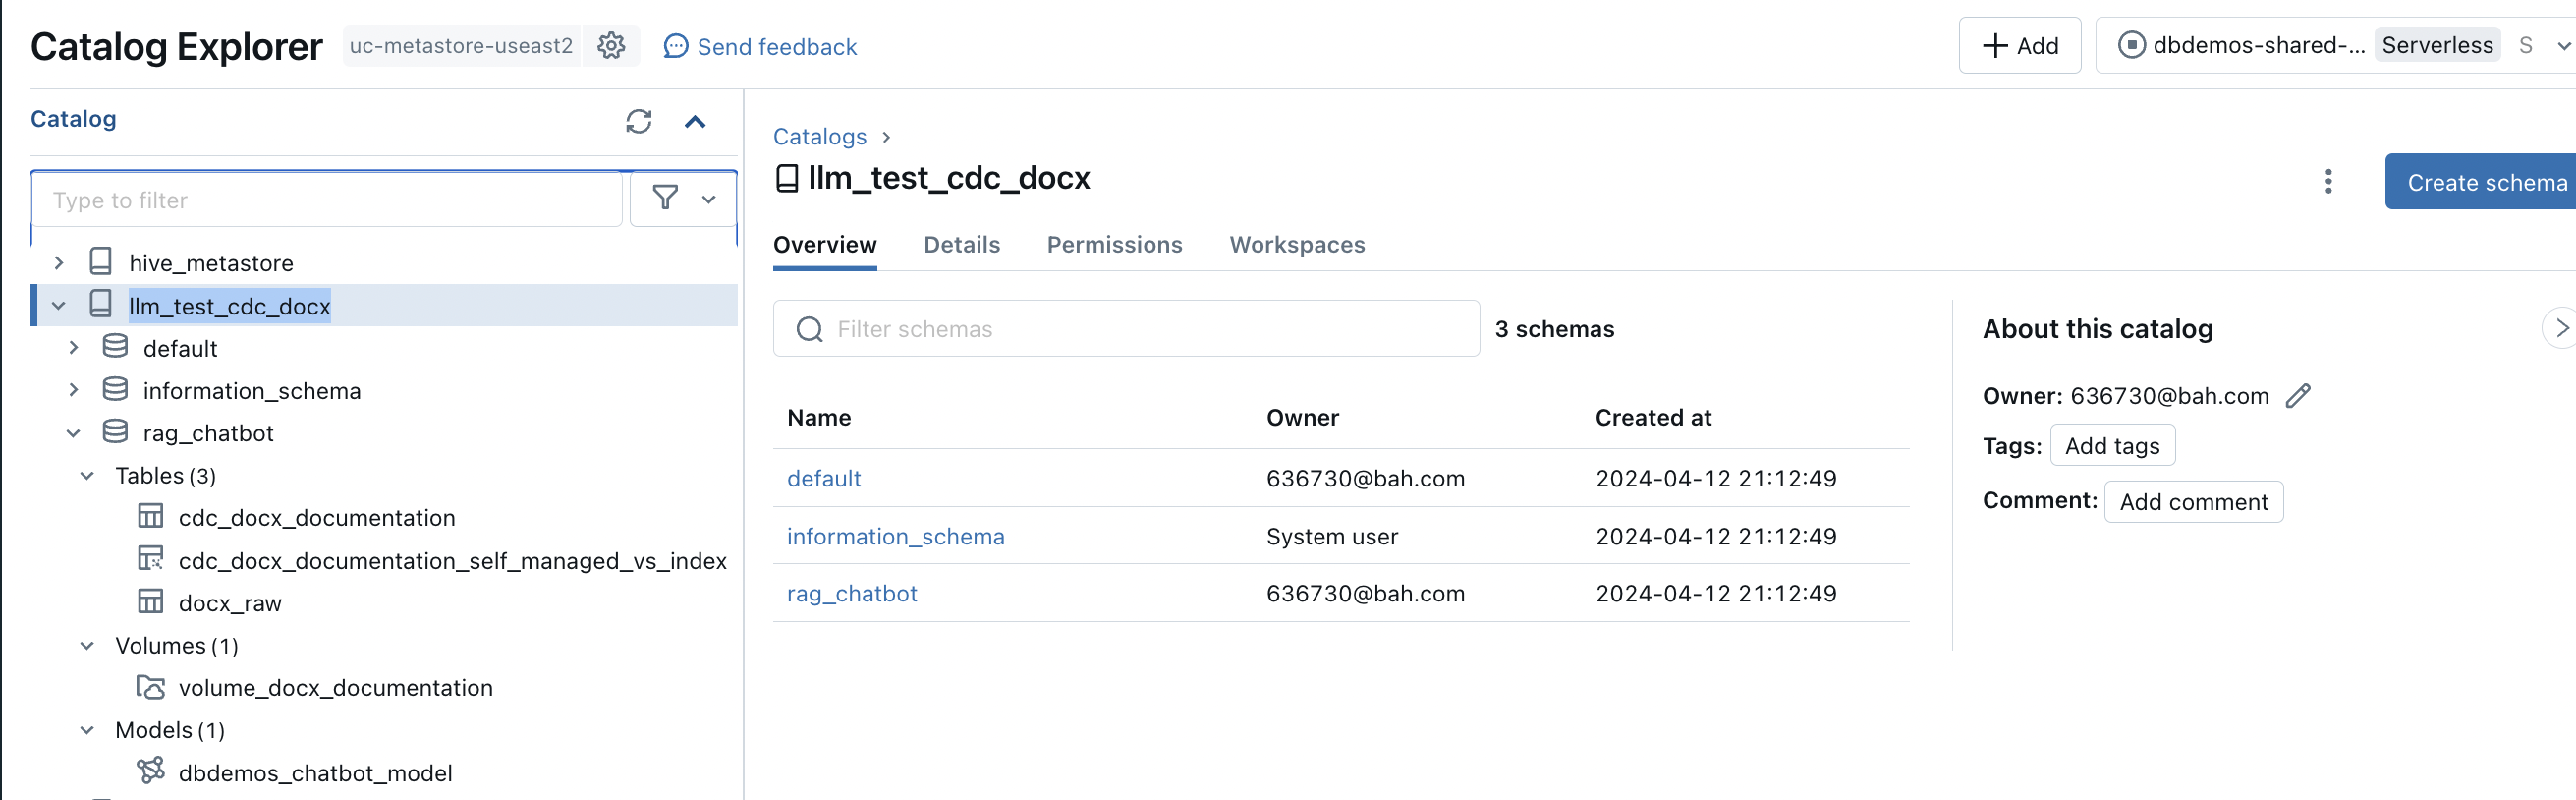 Catalog Explorer uc-metastore-useast2 Send feedback + Add dbdemos-shared-... Serverless S
Catalog
Type to filter
hive_metastore
llm_test_cdc_docx
default
information_schema
rag_chatbot
Tables (3)
cdc_docx_documentation
cdc_docx_documentation_self_managed_vs_index
docx_raw
Volumes (1)
volume_docx_documentation
Models (1)
dbdemos_chatbot_model
Catalogs >
llm_test_cdc_docx
Create schema
Overview Details Permissions Workspaces
Filter schemas 3 schemas
Name Owner Created at
default 636730@bah.com 2024-04-12 21:12:49
information_schema System user 2024-04-12 21:12:49
rag_chatbot 636730@bah.com 2024-04-12 21:12:49
About this catalog
Owner: 636730@bah.com
Tags: Add tags
Comment: Add comment